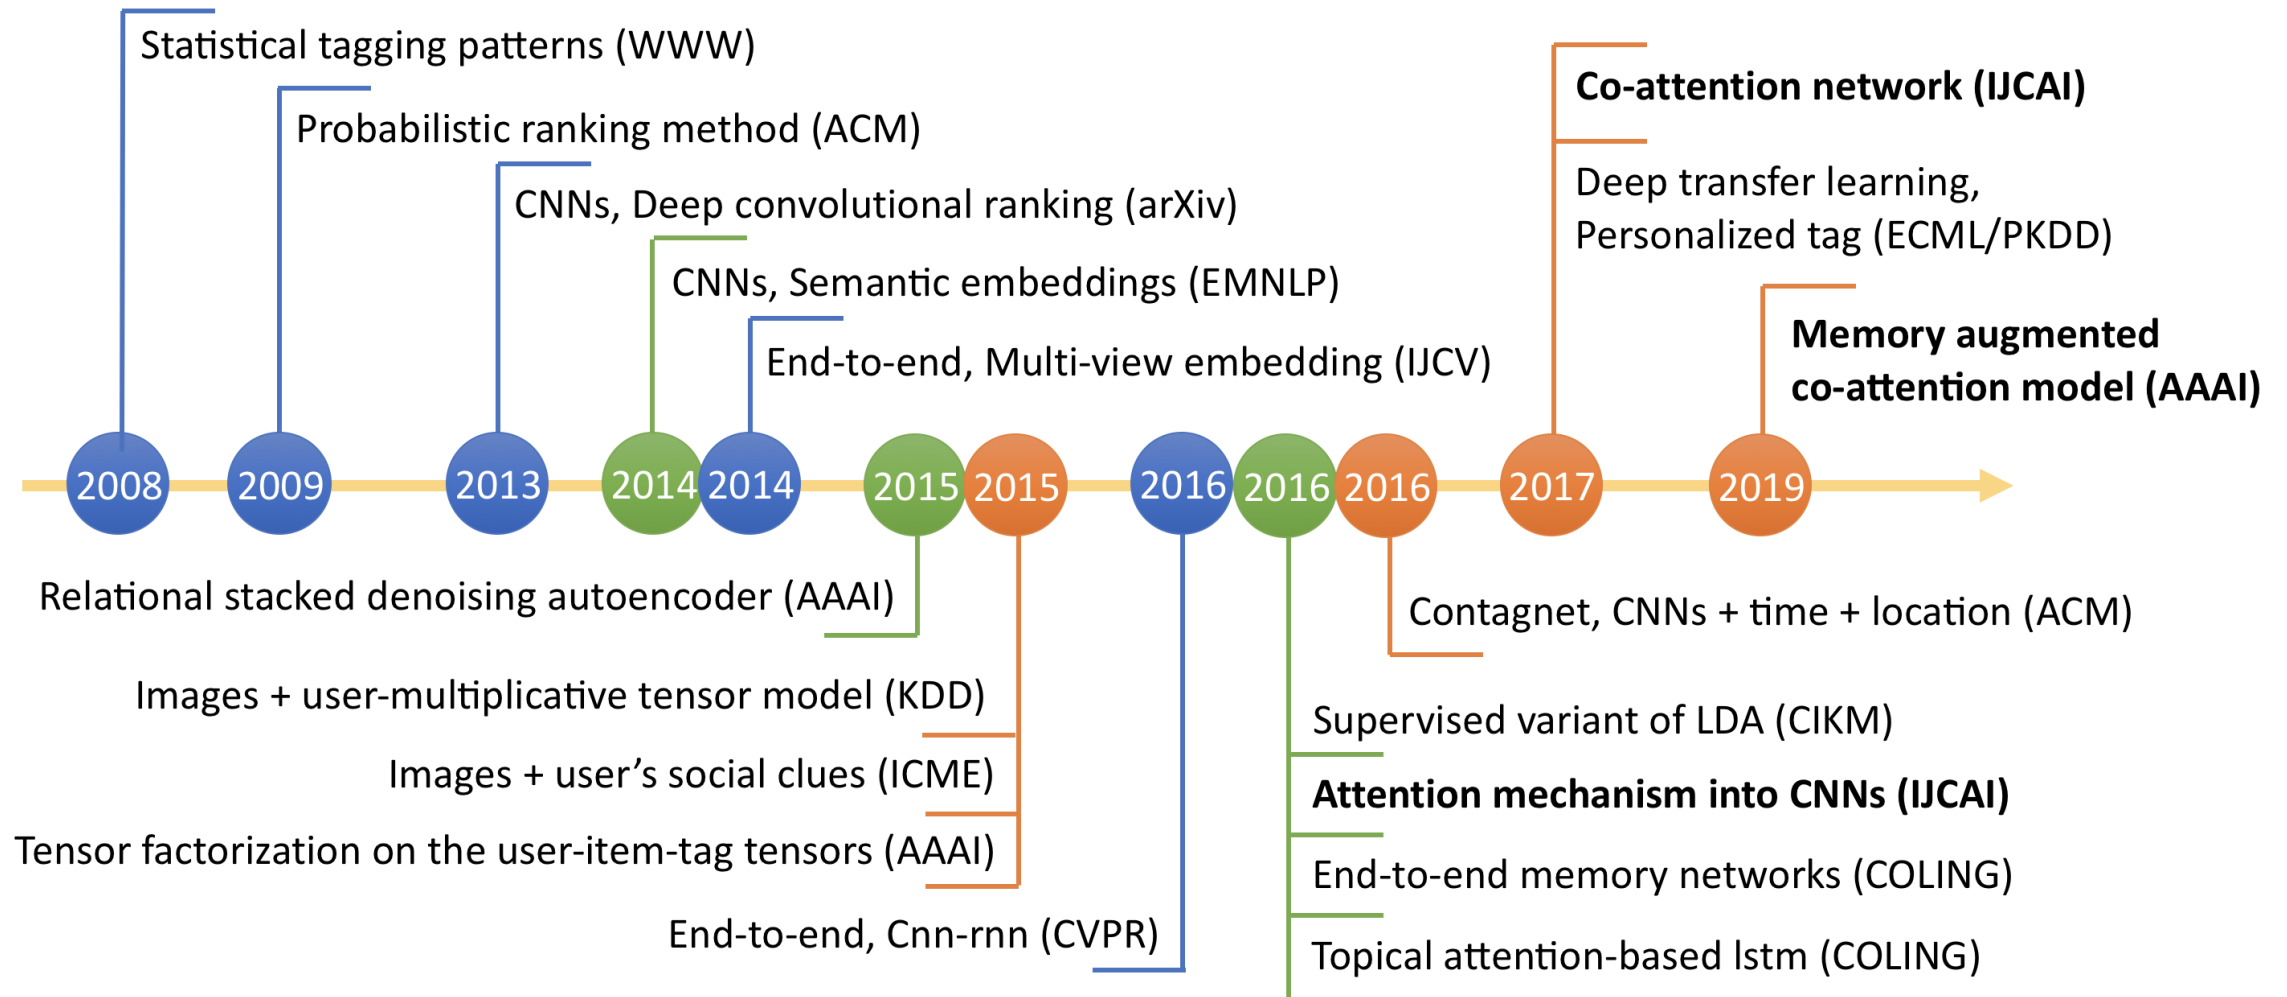 Statistical tagging patterns (WWW)
Probabilistic ranking method (ACM)
CNNs, Deep convolutional ranking (arXiv)
CNNs, Semantic embeddings (EMNLP)
End-to-end, Multi-view embedding (IJCV)
Co-attention network (IJCAI)
Deep transfer learning,
Personalized tag (ECML/PKDD)
Memory augmented
co-attention model (AAAI)
2008 2009 2013 2014 2014 2015 2015 2016 2016 2016 2017 2019
Relational stacked denoising autoencoder (AAAI)
Images + user-multiplicative tensor model (KDD)
Images + user’s social clues (ICME)
Tensor factorization on the user-item-tag tensors (AAAI)
End-to-end, Cnn-rnn (CVPR)
Contagnet, CNNs + time + location (ACM)
Supervised variant of LDA (CIKM)
Attention mechanism into CNNs (IJCAI)
End-to-end memory networks (COLING)
Topical attention-based lstm (COLING)